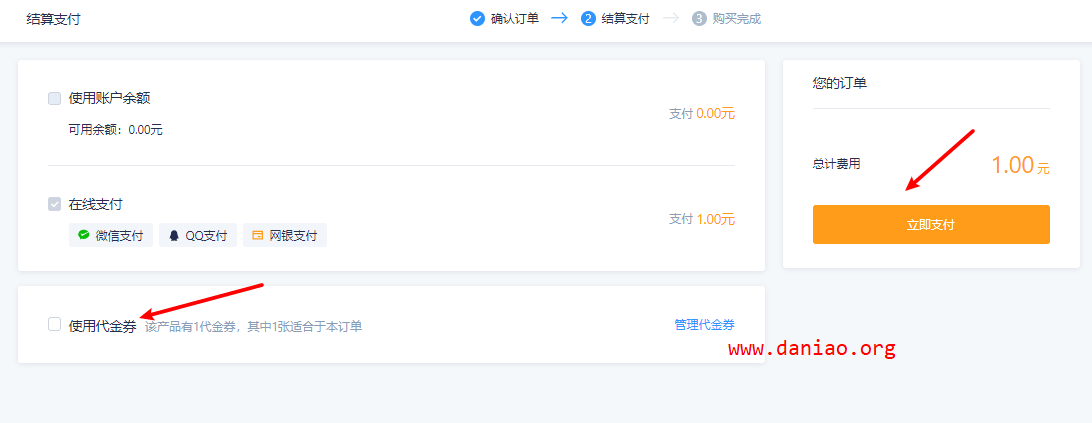 结算支付
确认订单
2 结算支付
3 购买完成
使用账户余额
支付 0.00元
可用余额：0.00元
在线支付
支付 1.00元
微信支付 QQ支付 网银支付
使用代金券 该产品有1代金券，其中1张适合于本订单
管理代金券
您的订单
总计费用 1.00 元
立即支付
www.daniao.org